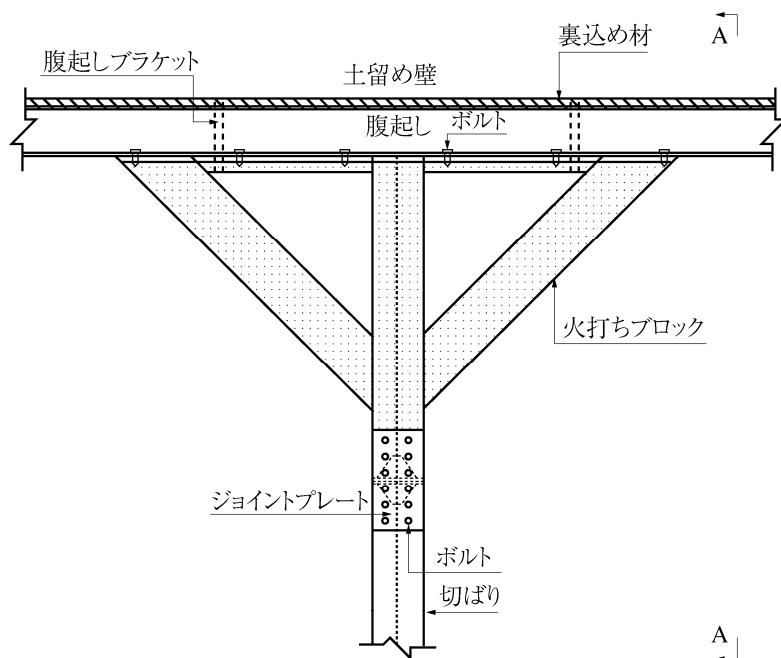 A
裏込め材
腹起しブラケット
土留め壁
腹起し
ボルト
火打ちブロック
ジョイントプレート
ボルト
切ばり
A